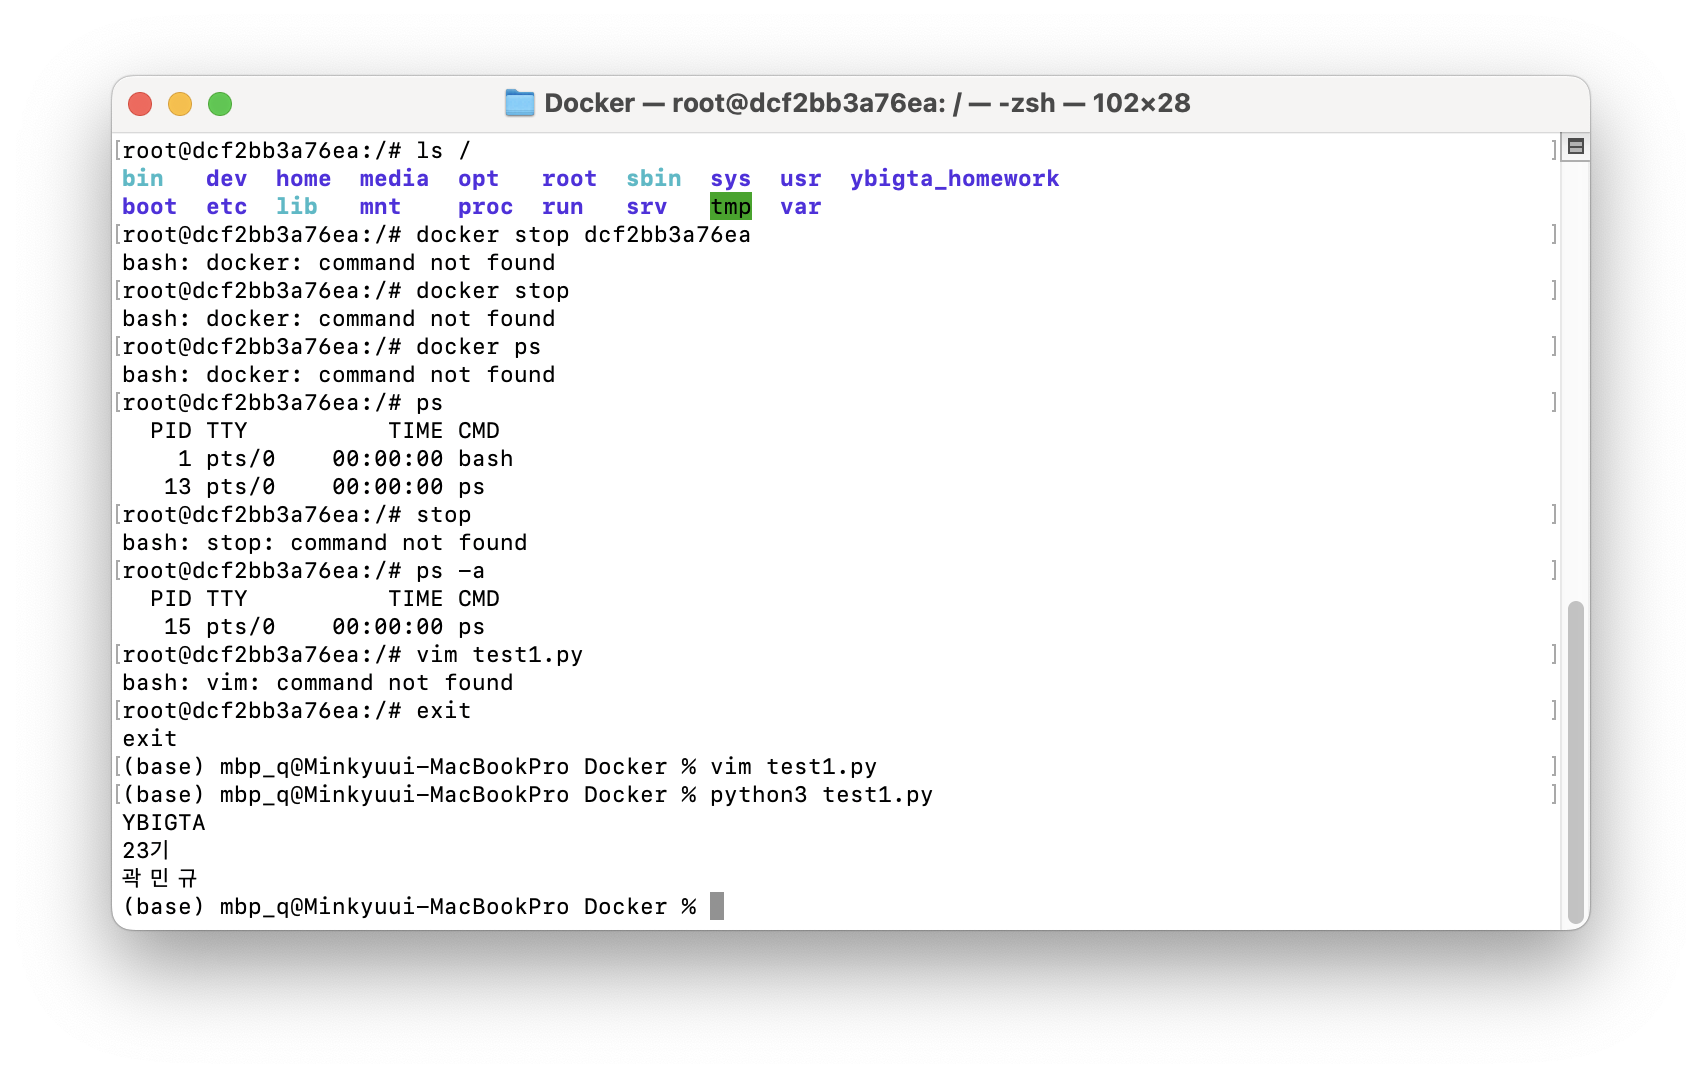 Docker — root@dcf2bb3a76ea: / — -zsh — 102×28
[root@dcf2bb3a76ea:/# ls / ]
bin dev home media opt root sbin sys usr ybigta_homework
boot etc lib mnt proc run srv tmp var
[root@dcf2bb3a76ea:/# docker stop dcf2bb3a76ea ]
bash: docker: command not found
[root@dcf2bb3a76ea:/# docker stop ]
bash: docker: command not found
[root@dcf2bb3a76ea:/# docker ps ]
bash: docker: command not found
[root@dcf2bb3a76ea:/# ps ]
PID TTY TIME CMD
1 pts/0 00:00:00 bash
13 pts/0 00:00:00 ps
[root@dcf2bb3a76ea:/# stop ]
bash: stop: command not found
[root@dcf2bb3a76ea:/# ps -a ]
PID TTY TIME CMD
15 pts/0 00:00:00 ps
[root@dcf2bb3a76ea:/# vim test1.py ]
bash: vim: command not found
[root@dcf2bb3a76ea:/# exit ]
exit
[(base) mbp_q@Minkyuui-MacBookPro Docker % vim test1.py ]
[(base) mbp_q@Minkyuui-MacBookPro Docker % python3 test1.py ]
YBIGTA
23기
곽민규
(base) mbp_q@Minkyuui-MacBookPro Docker %